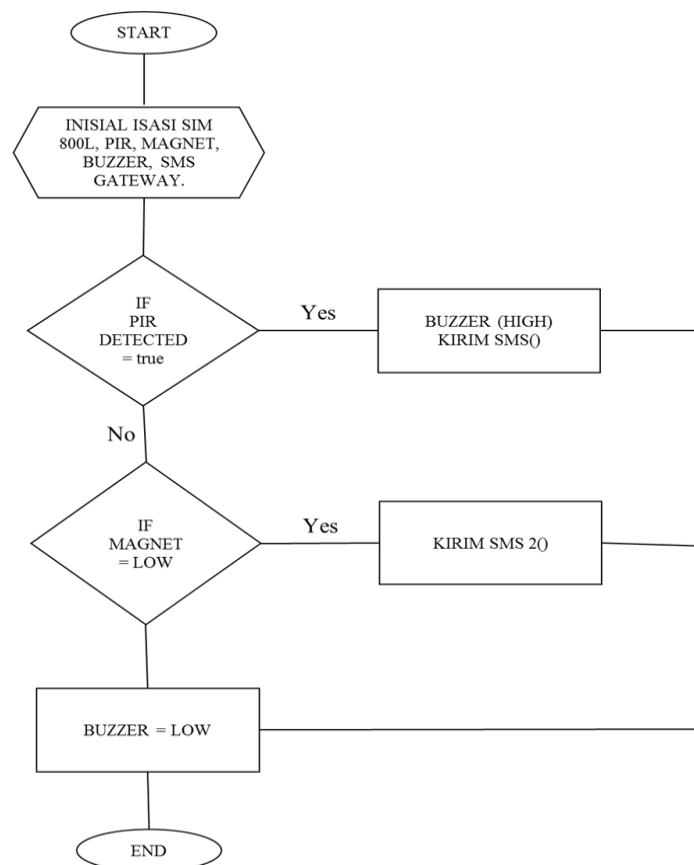 START
INISIAL ISASI SIM
800L, PIR, MAGNET,
BUZZER, SMS
GATEWAY.
IF
PIR
DETECTED
= true
Yes
BUZZER (HIGH)
KIRIM SMS()
No
IF
MAGNET
= LOW
Yes
KIRIM SMS 2()
BUZZER = LOW
END